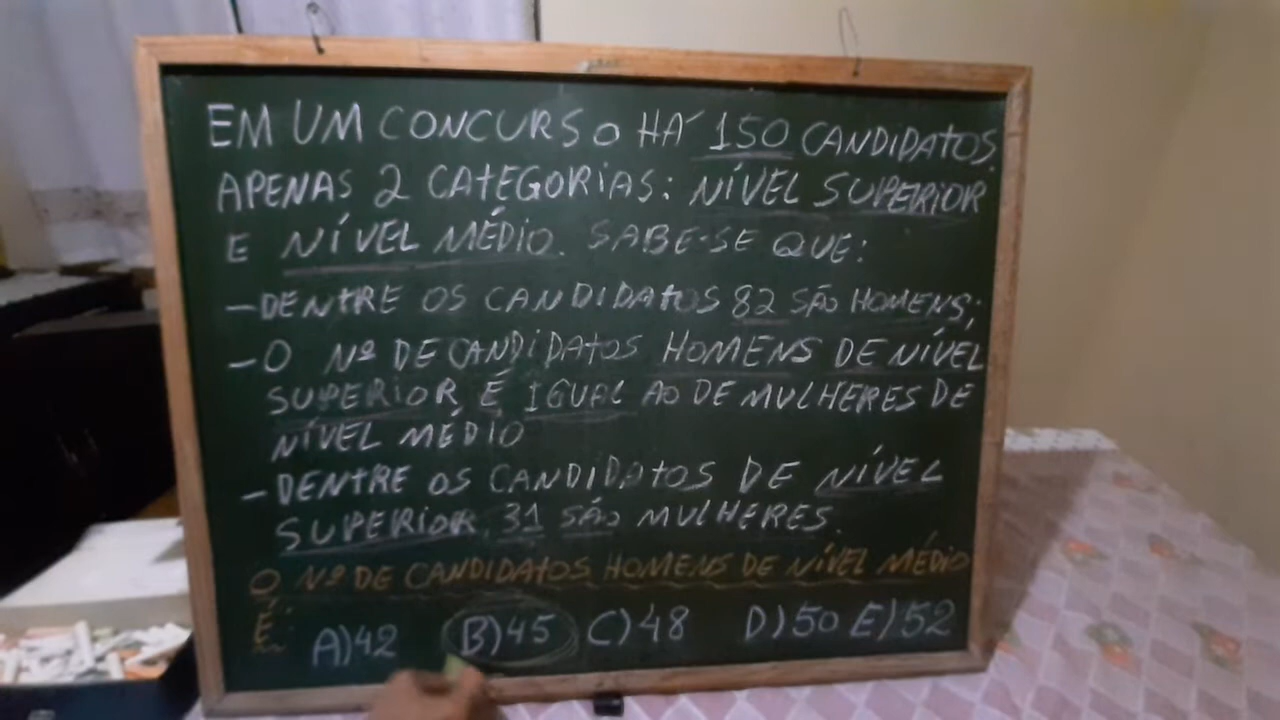 EM UM CONCURSO HÁ 150 CANDIDATOS,
APENAS 2 CATEGORIAS: NÍVEL SUPERIOR
E NÍVEL MÉDIO. SABE-SE QUE:
- DENTRE OS CANDIDATOS 82 SÃO HOMENS;
- O Nº DE CANDIDATOS HOMENS DE NÍVEL
SUPERIOR É IGUAL AO DE MULHERES DE
NÍVEL MÉDIO
- DENTRE OS CANDIDATOS DE NÍVEL
SUPERIOR, 31 SÃO MULHERES.
O Nº DE CANDIDATOS HOMENS DE NÍVEL MÉDIO
É:
A) 42 B) 45 C) 48 D) 50 E) 52